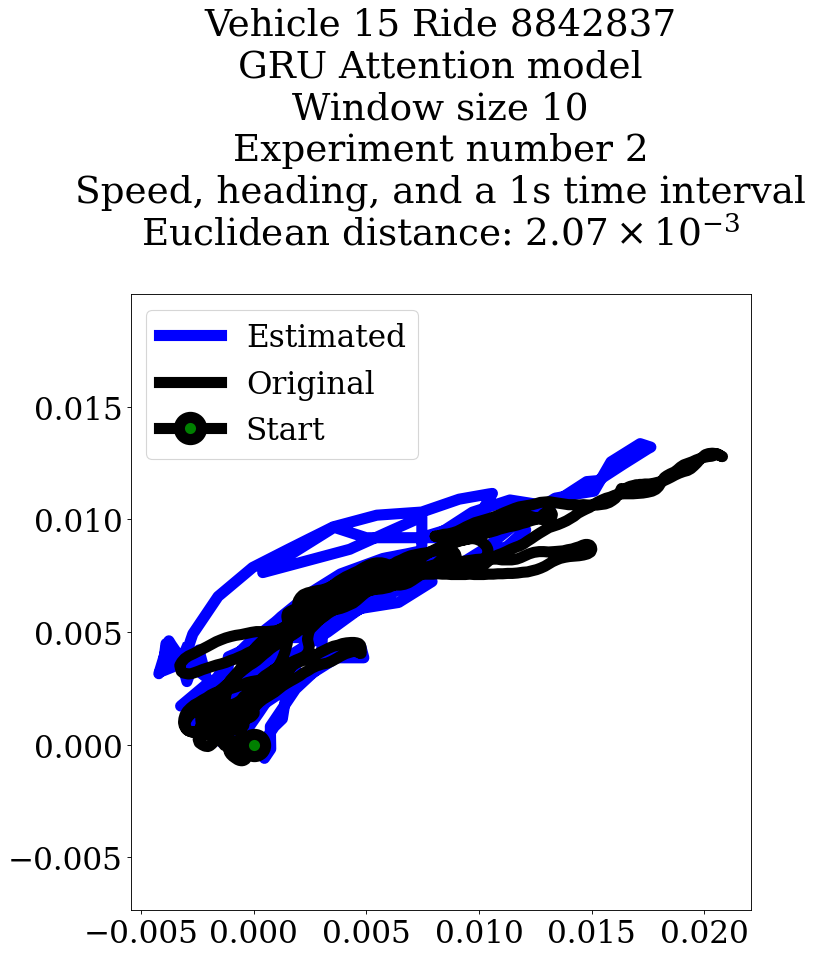 Vehicle 15 Ride 8842837
GRU Attention model
Window size 10
Experiment number 2
Speed, heading, and a 1s time interval
Euclidean distance: 2.07 × 10⁻³
Estimated
Original
Start
0.015
0.010
0.005
0.000
−0.005
−0.005 0.000 0.005 0.010 0.015 0.020